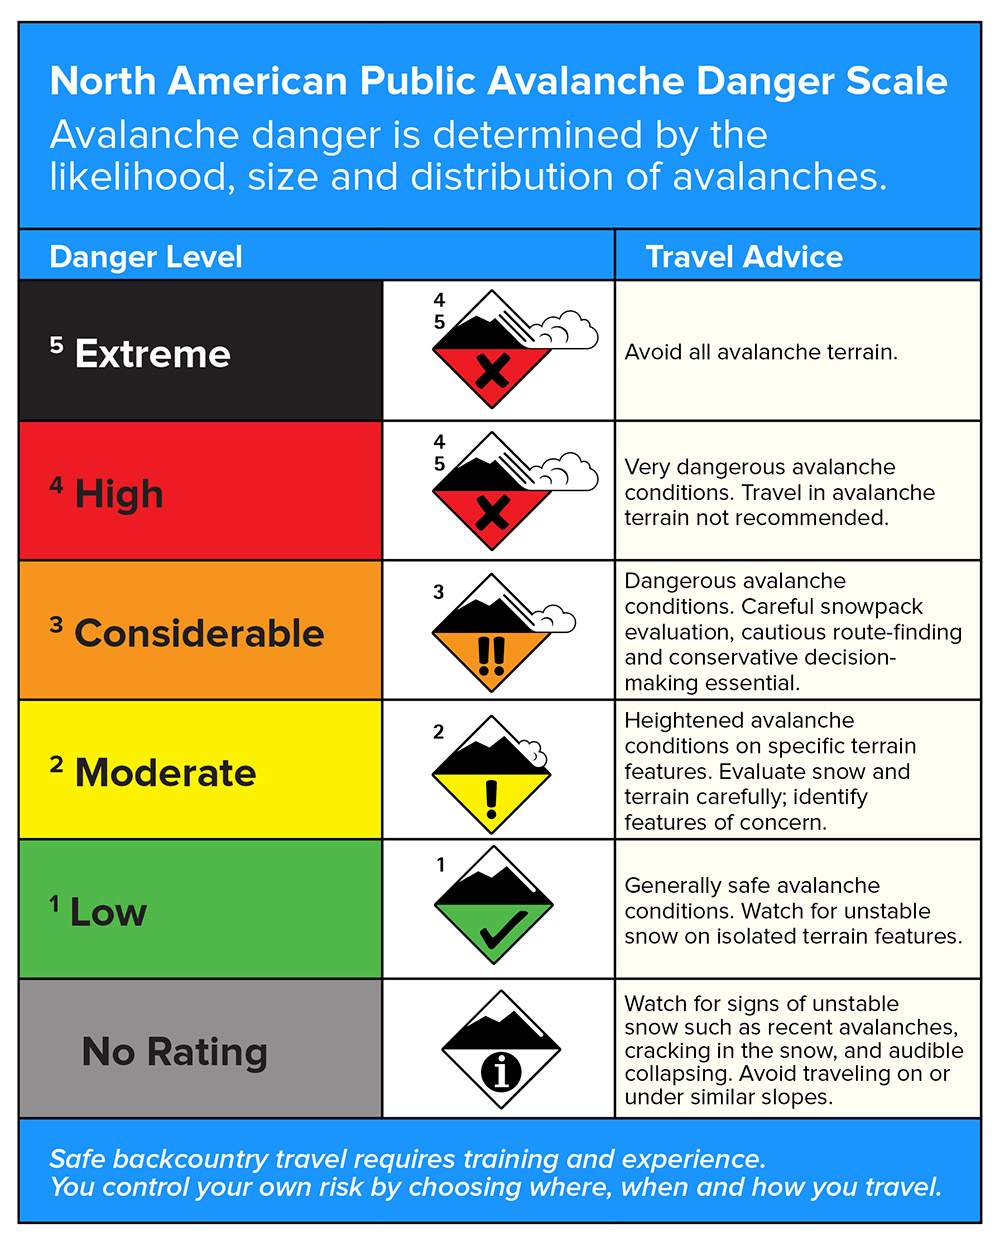 North American Public Avalanche Danger Scale
Avalanche danger is determined by the
likelihood, size and distribution of avalanches.
Danger Level
Travel Advice
5 Extreme
4
5
Avoid all avalanche terrain.
4 High
4
5
Very dangerous avalanche
conditions. Travel in avalanche
terrain not recommended.
3 Considerable
3
!!
Dangerous avalanche
conditions. Careful snowpack
evaluation, cautious route-finding
and conservative decision-
making essential.
2 Moderate
2
!
Heightened avalanche
conditions on specific terrain
features. Evaluate snow and
terrain carefully; identify
features of concern.
1 Low
1
Generally safe avalanche
conditions. Watch for unstable
snow on isolated terrain features.
No Rating
i
Watch for signs of unstable
snow such as recent avalanches,
cracking in the snow, and audible
collapsing. Avoid traveling on or
under similar slopes.
Safe backcountry travel requires training and experience.
You control your own risk by choosing where, when and how you travel.